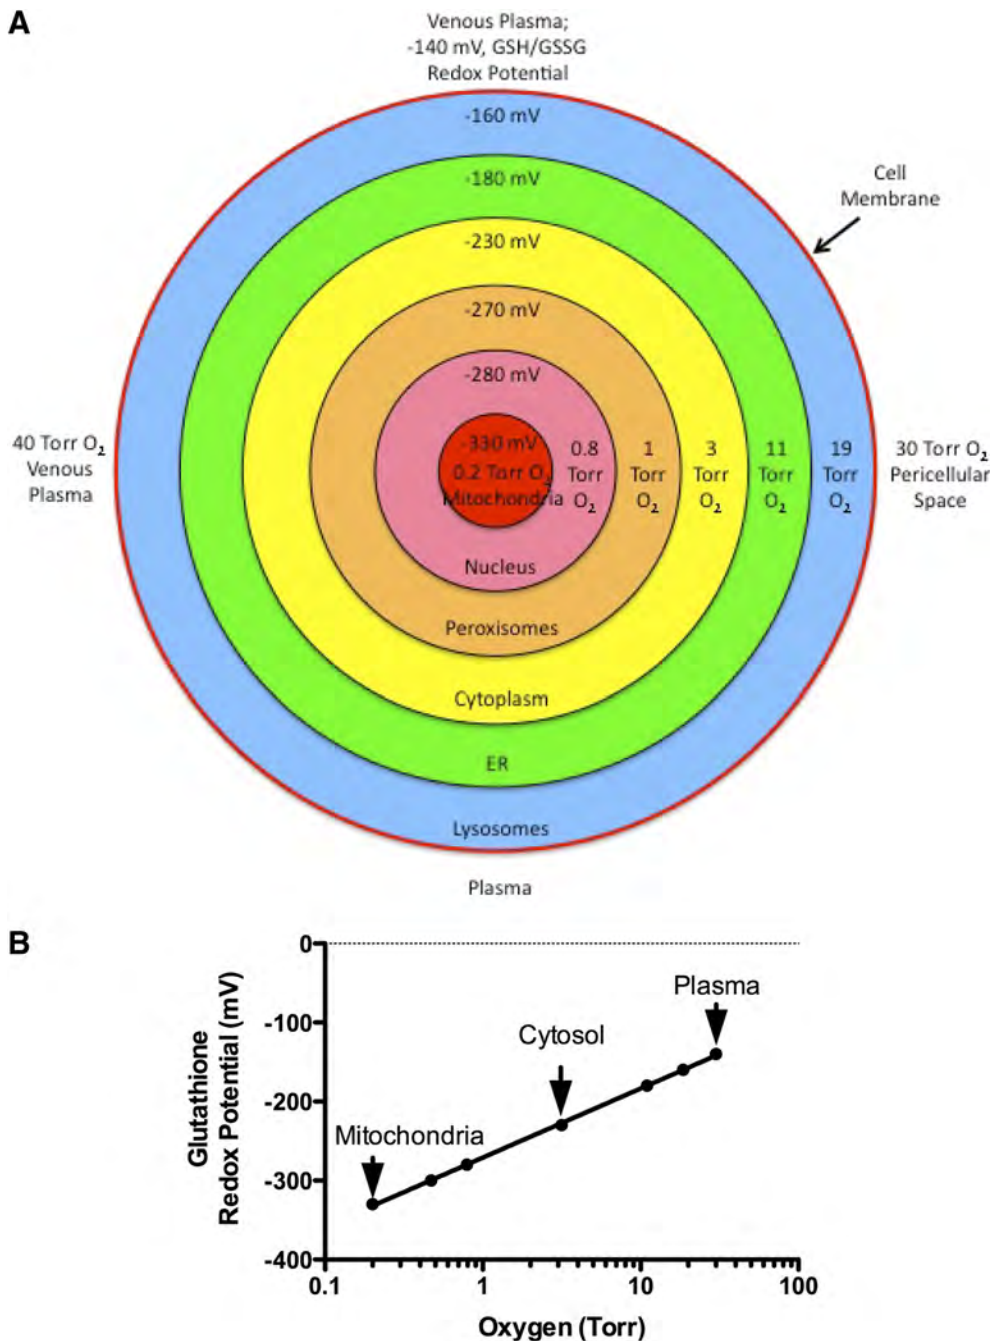 A
Venous Plasma;
-140 mV, GSH/GSSG
Redox Potential
-160 mV
-180 mV
Cell
Membrane
-230 mV
-270 mV
-280 mV
40 Torr O₂
Venous
Plasma
-330 mV
0.2 Torr O₂
Mitochondria
0.8
Torr
O₂
1
Torr
O₂
3
Torr
O₂
11
Torr
O₂
19
Torr
O₂
30 Torr O₂
Pericellular
Space
Nucleus
Peroxisomes
Cytoplasm
ER
Lysosomes
Plasma
B
Glutathione
Redox Potential (mV)
0
-100
-200
-300
-400
Plasma
Cytosol
Mitochondria
0.1
1
10
100
Oxygen (Torr)